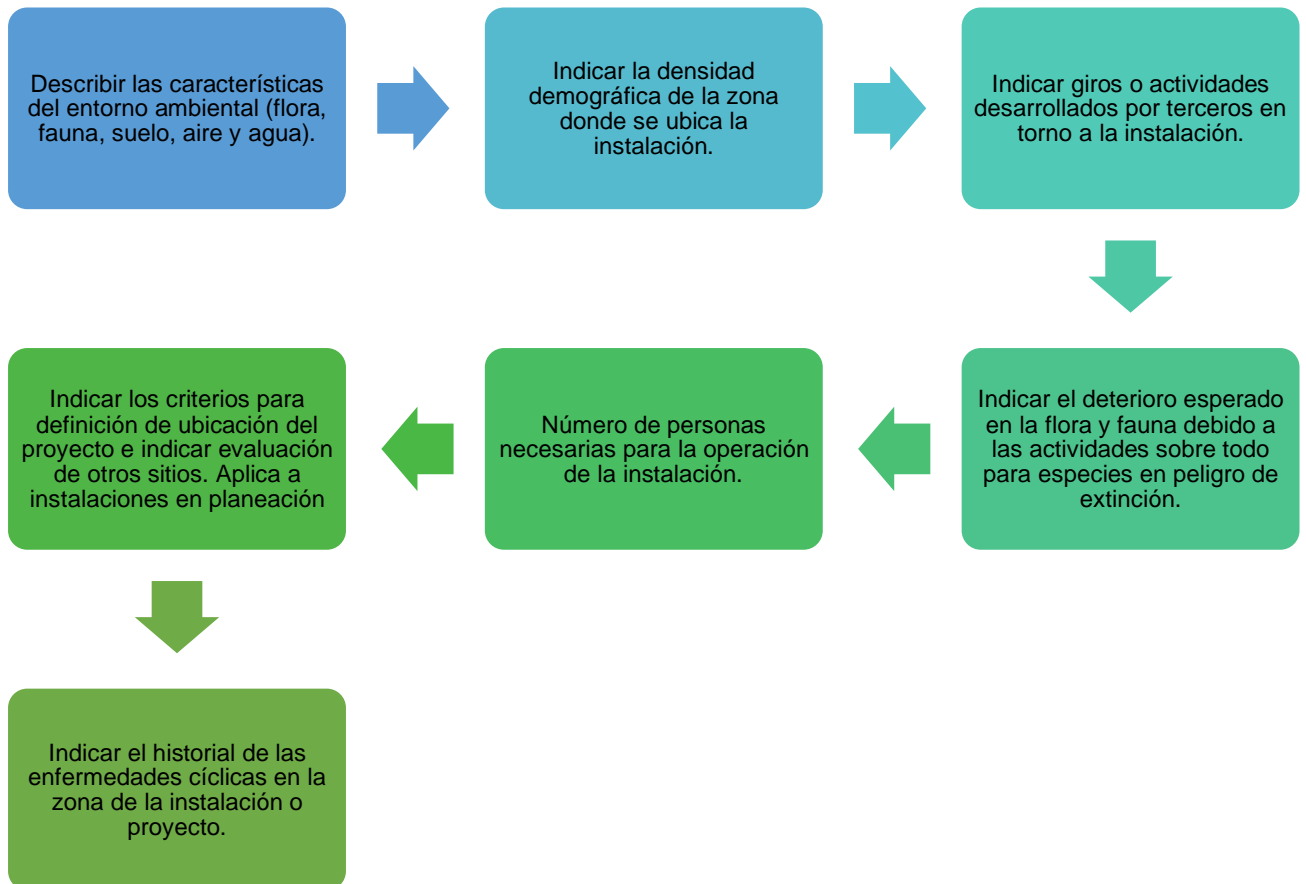 Describir las características
del entorno ambiental (flora,
fauna, suelo, aire y agua).
Indicar la densidad
demográfica de la zona
donde se ubica la
instalación.
Indicar giros o actividades
desarrollados por terceros en
torno a la instalación.
Indicar el deterioro esperado
en la flora y fauna debido a
las actividades sobre todo
para especies en peligro de
extinción.
Número de personas
necesarias para la operación
de la instalación.
Indicar los criterios para
definición de ubicación del
proyecto e indicar evaluación
de otros sitios. Aplica a
instalaciones en planeación
Indicar el historial de las
enfermedades cíclicas en la
zona de la instalación o
proyecto.